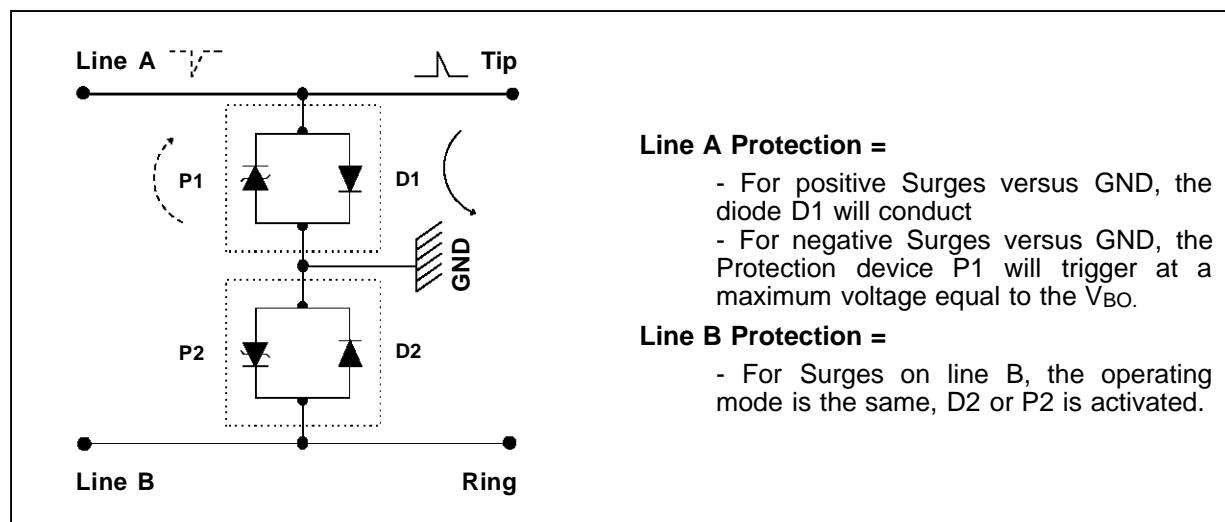 Line A
Tip
P1
D1
GND
P2
D2
Line B
Ring
Line A Protection =
- For positive Surges versus GND, the
diode D1 will conduct
- For negative Surges versus GND, the
Protection device P1 will trigger at a
maximum voltage equal to the VBO.
Line B Protection =
- For Surges on line B, the operating
mode is the same, D2 or P2 is activated.